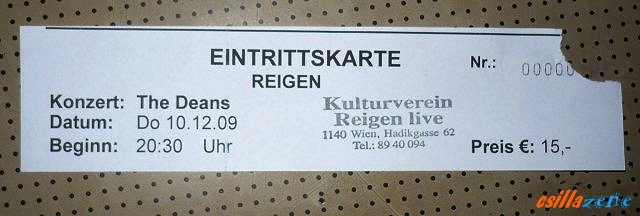 EINTRITTSKARTE
REIGEN
Nr.: 00000
Konzert: The Deans
Datum: Do 10.12.09
Beginn: 20:30 Uhr
Kulturverein
Reigen live
1140 Wien, Hadikgasse 62
Tel.: 89 40 094
Preis €: 15,-
csillazene